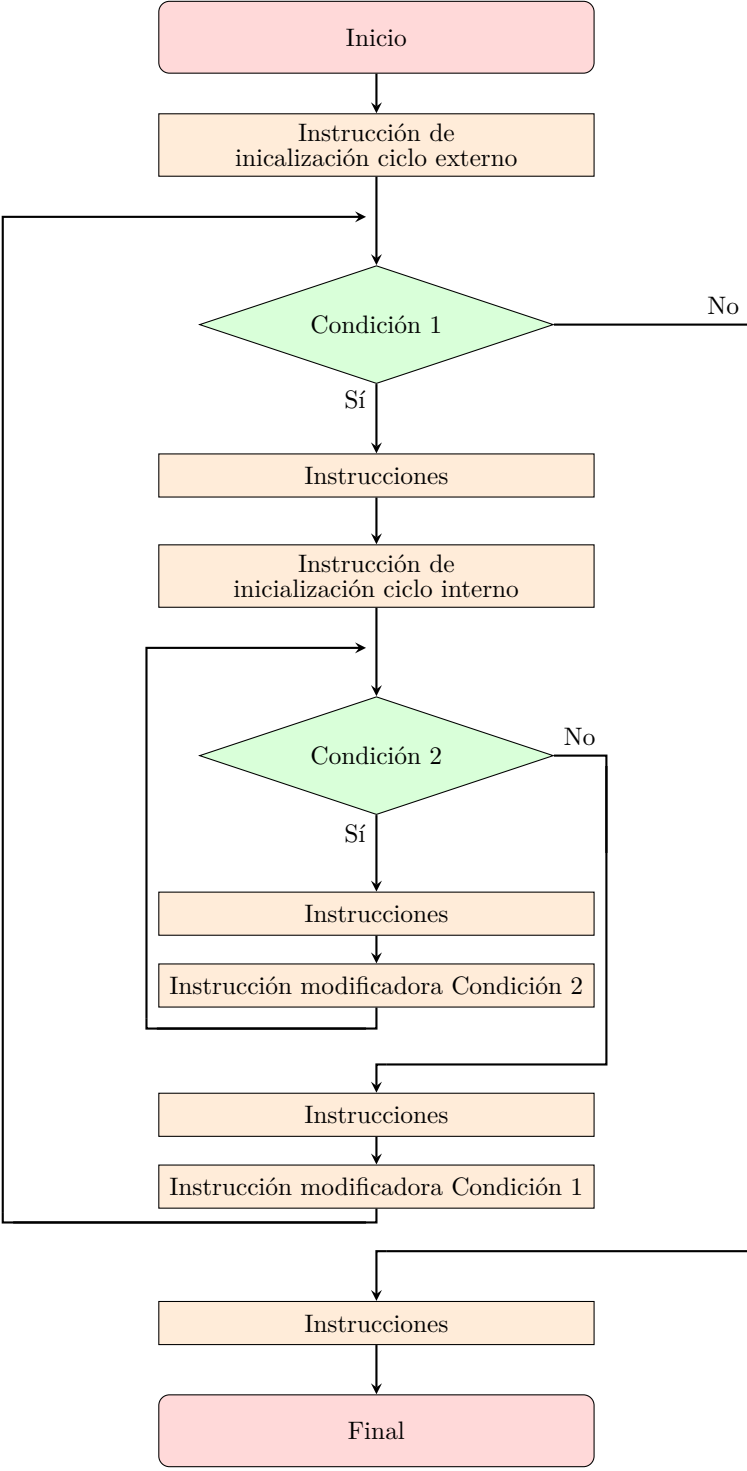 Inicio
Instrucción de
inicalización ciclo externo
Condición 1
No
Sí
Instrucciones
Instrucción de
inicialización ciclo interno
Condición 2
No
Sí
Instrucciones
Instrucción modificadora Condición 2
Instrucciones
Instrucción modificadora Condición 1
Instrucciones
Final